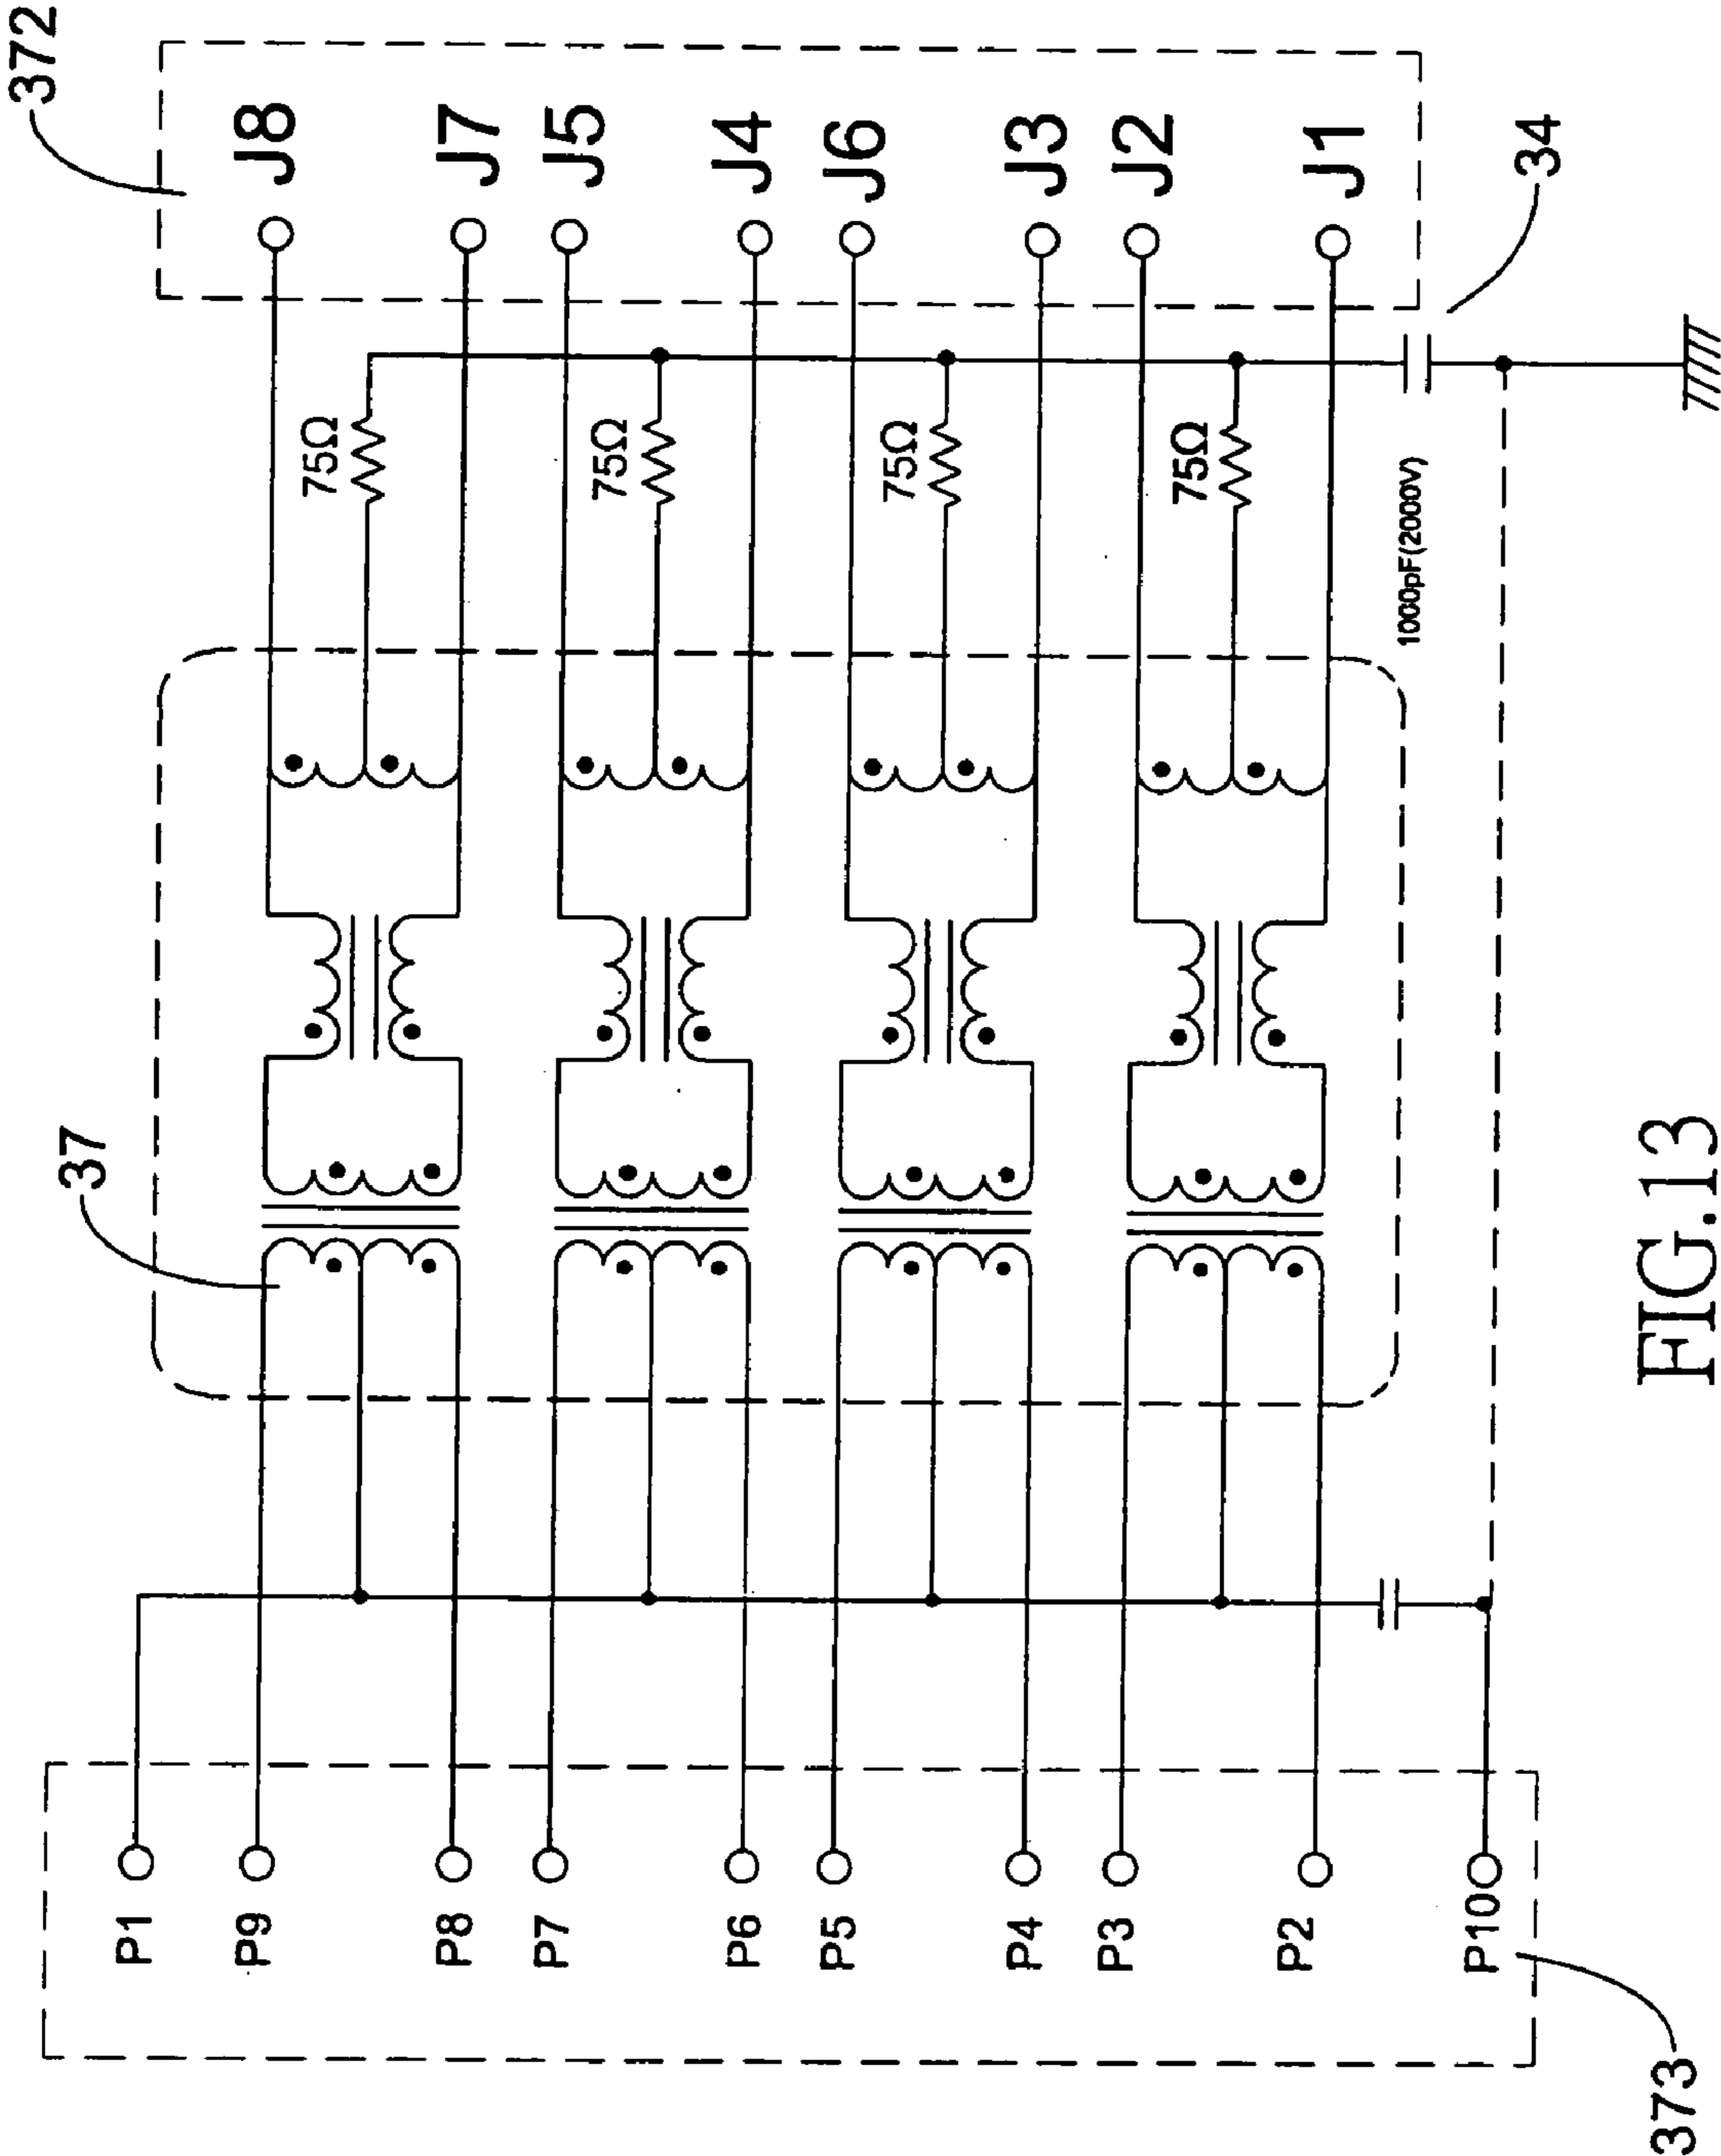 372
J8
J7
J5
J4
J6
J3
J2
J1
34
75Ω
75Ω
75Ω
75Ω
1000pF(2000V)
37
P1
P9
P8
P7
P6
P5
P4
P3
P2
P10
373
FIG.13